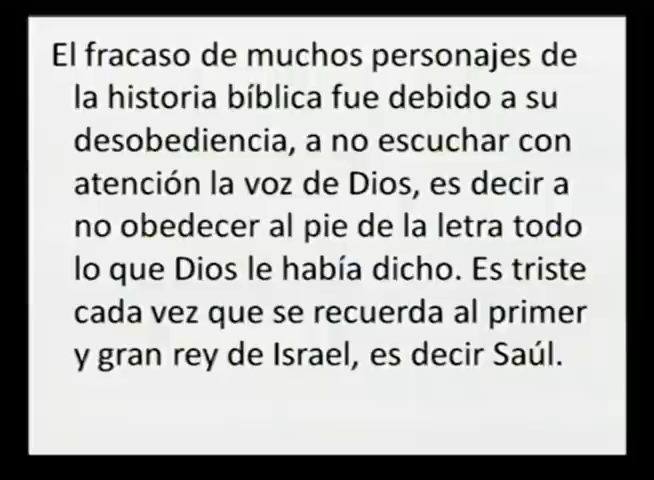 El fracaso de muchos personajes de
la historia bíblica fue debido a su
desobediencia, a no escuchar con
atención la voz de Dios, es decir a
no obedecer al pie de la letra todo
lo que Dios le había dicho. Es triste
cada vez que se recuerda al primer
y gran rey de Israel, es decir Saúl.